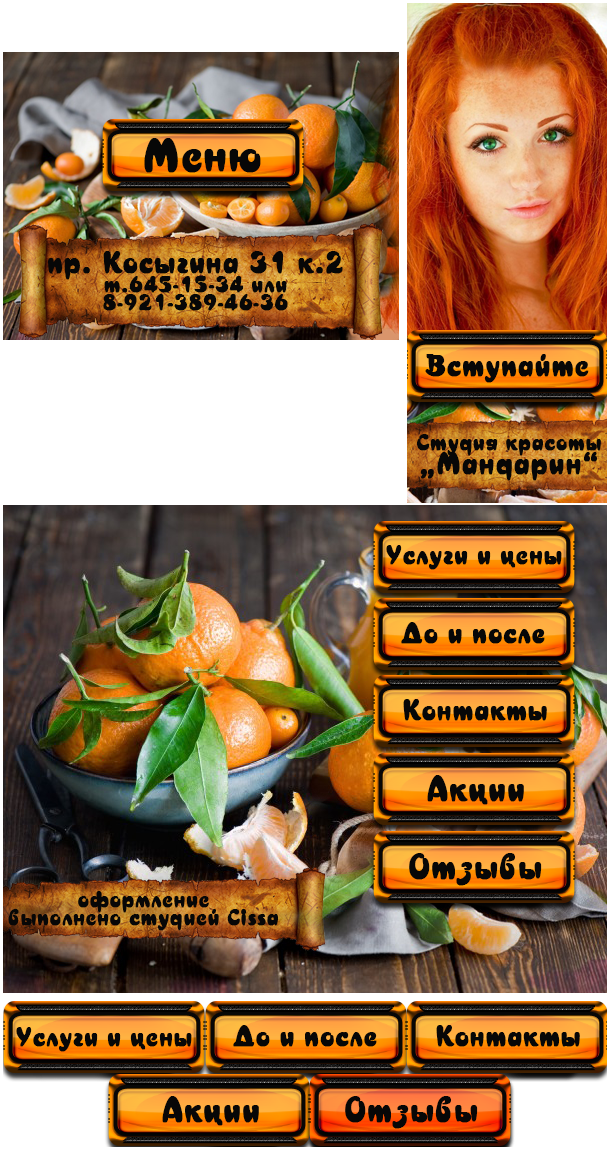 Меню
пр. Косыгина 31 к.2
т.645-15-34 или
8-921-389-46-36
Вступайте
Студия красоты
„Мандарин“
Услуги и цены
До и после
Контакты
Акции
Отзывы
оформление
выполнено студией Cissa
Услуги и цены
До и после
Контакты
Акции
Отзывы